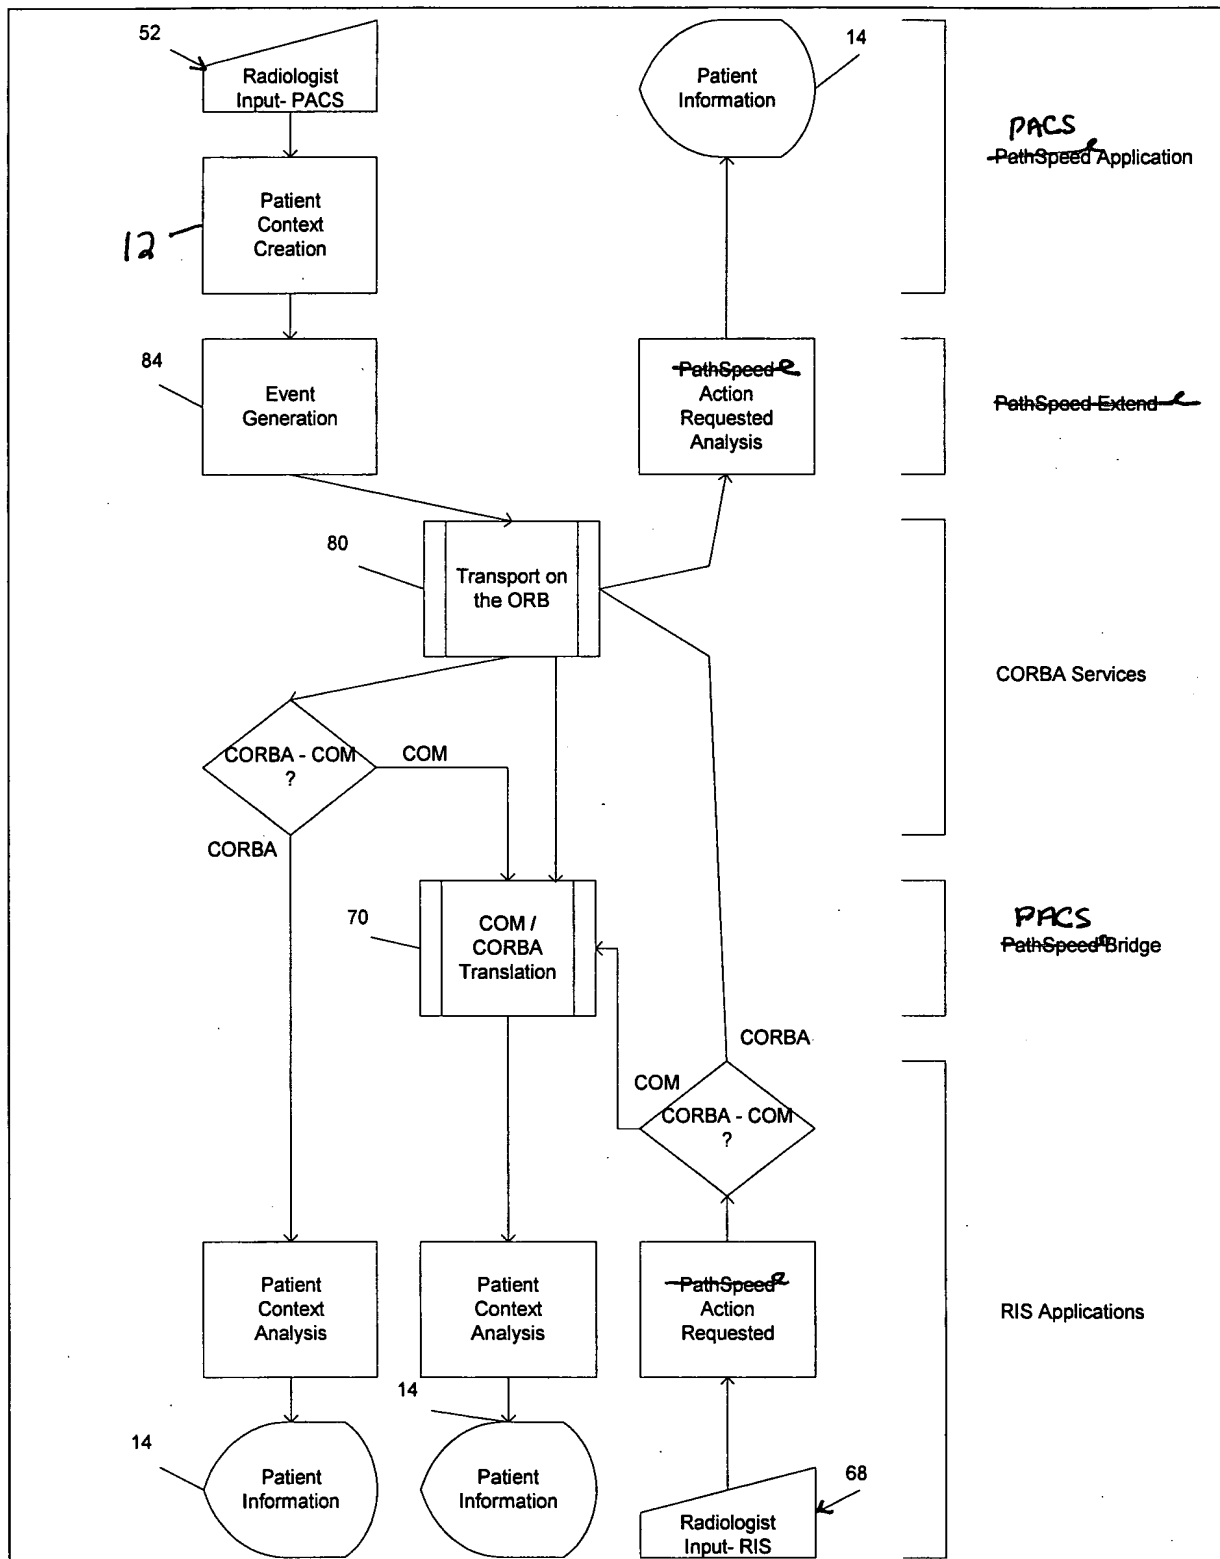 52
Radiologist
Input- PACS
14
Patient
Information
PACS
PathSpeed Application
12
Patient
Context
Creation
84
Event
Generation
PathSpeed
Action
Requested
Analysis
PathSpeed Extend
80
Transport on
the ORB
CORBA Services
CORBA - COM
?
COM
CORBA
70
COM /
CORBA
Translation
PACS
PathSpeed Bridge
CORBA
COM
CORBA - COM
?
Patient
Context
Analysis
Patient
Context
Analysis
PathSpeed
Action
Requested
RIS Applications
14
Patient
Information
14
Patient
Information
68
Radiologist
Input- RIS